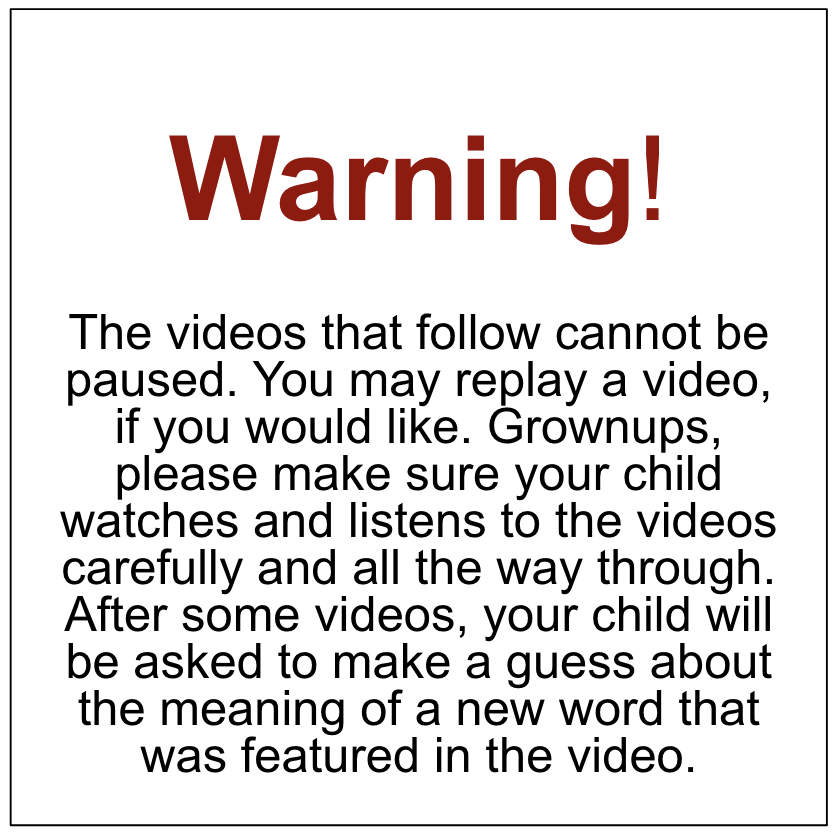 Warning!
The videos that follow cannot be
paused. You may replay a video,
if you would like. Grownups,
please make sure your child
watches and listens to the videos
carefully and all the way through.
After some videos, your child will
be asked to make a guess about
the meaning of a new word that
was featured in the video.